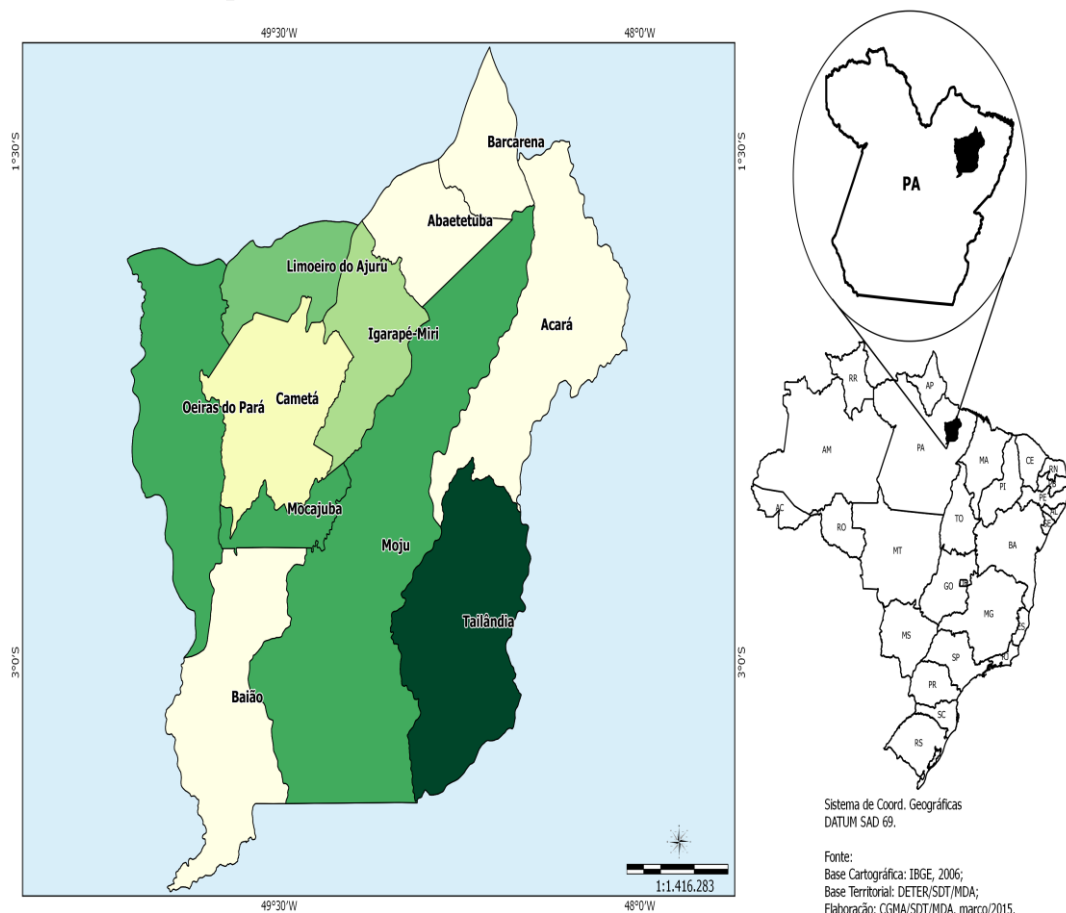 49°30'W
48°0'W
1°30'S
1°30'S
Barcarena
Abaetetuba
Limoeiro do Ajuru
Igarapé-Miri
Acará
Oeiras do Pará
Cametá
Mocajuba
Moju
Tailândia
Baião
3°0'S
3°0'S
1:1.416.283
49°30'W
48°0'W
PA
RR
AP
AM
PA
MA
CE
RN
PI
PE
AL
SE
AC
RO
TO
BA
MT
GO
MG
ES
MS
SP
RJ
PR
SC
RS
Sistema de Coord. Geográficas
DATUM SAD 69.
Fonte:
Base Cartográfica: IBGE, 2006;
Base Territorial: DETER/SDT/MDA;
Elaboração: CGMA/SDT/MDA, março/2015.